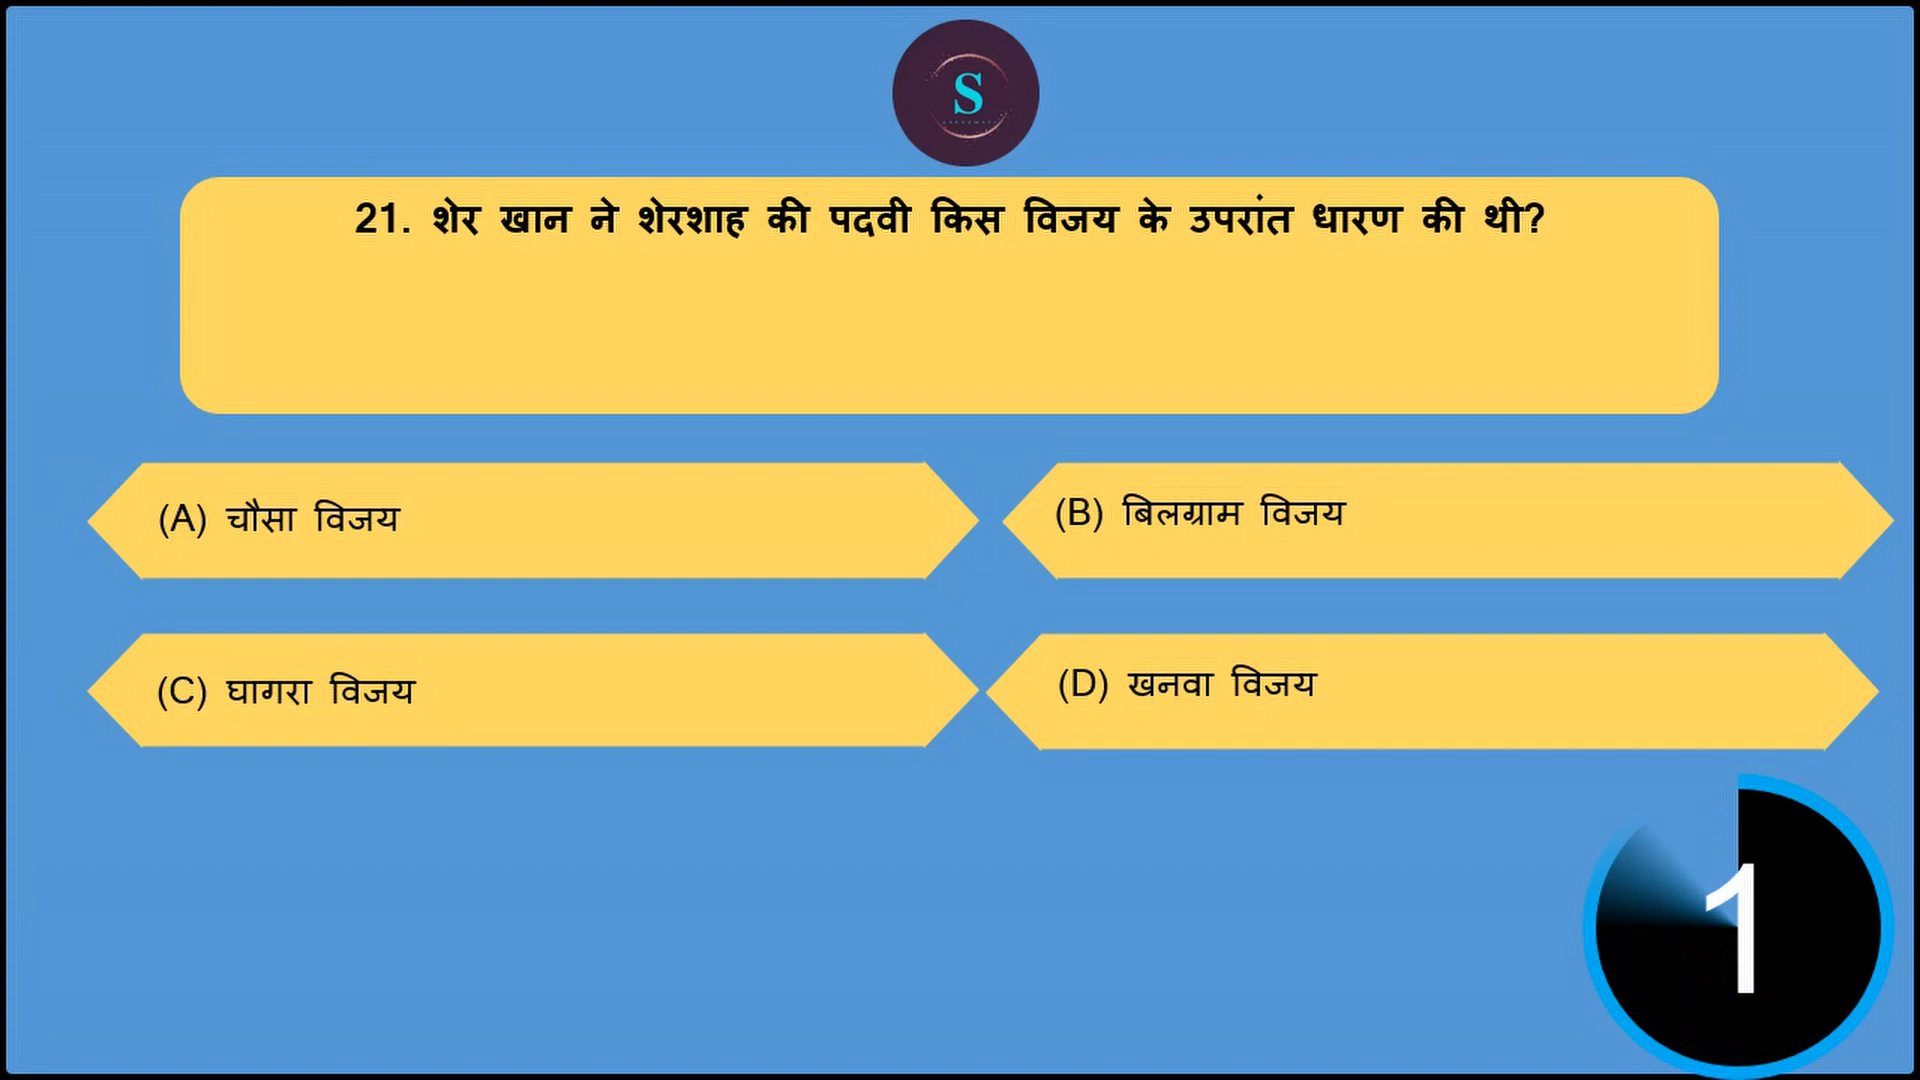 S
21. शेर खान ने शेरशाह की पदवी किस विजय के उपरांत धारण की थी?
(A) चौसा विजय
(B) बिलग्राम विजय
(C) घागरा विजय
(D) खनवा विजय
1